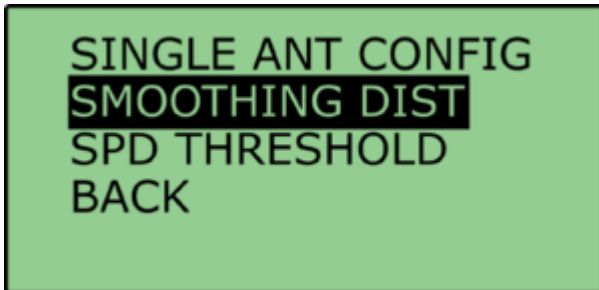 SINGLE ANT CONFIG
SMOOTHING DIST
SPD THRESHOLD
BACK